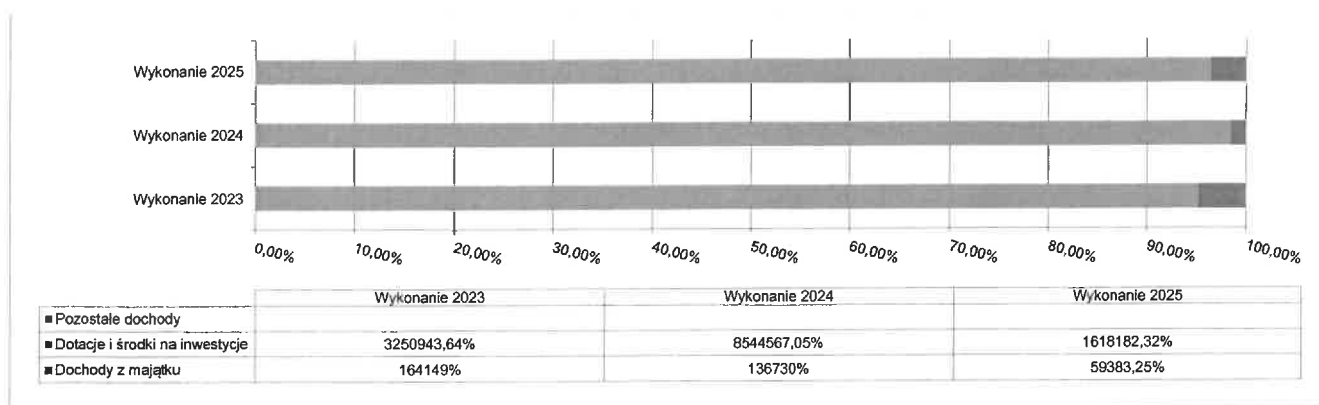 Wykonanie 2025
Wykonanie 2024
Wykonanie 2023
0,00% 10,00% 20,00% 30,00% 40,00% 50,00% 60,00% 70,00% 80,00% 90,00% 100,00%
Wykonanie 2023 Wykonanie 2024 Wykonanie 2025
Pozostałe dochody
Dotacje i środki na inwestycje 3250943,64% 8544567,05% 1618182,32%
Dochody z majątku 164149% 136730% 59383,25%